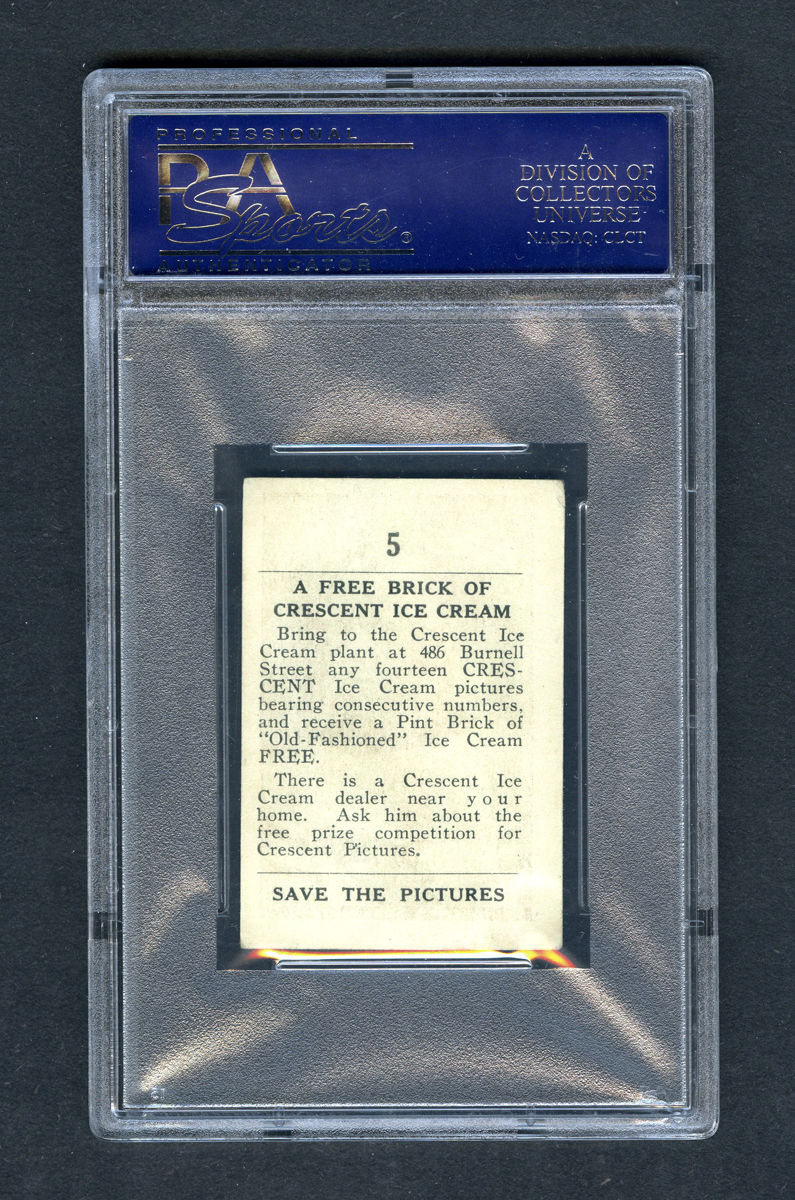 PROFESSIONAL
PSA
Sports®
AUTHENTICATOR
A
DIVISION OF
COLLECTORS
UNIVERSE
NASDAQ: CLCT
5
A FREE BRICK OF
CRESCENT ICE CREAM
Bring to the Crescent Ice
Cream plant at 486 Burnell
Street any fourteen CRES-
CENT Ice Cream pictures
bearing consecutive numbers,
and receive a Pint Brick of
"Old-Fashioned" Ice Cream
FREE.
There is a Crescent Ice
Cream dealer near your
home. Ask him about the
free prize competition for
Crescent Pictures.
SAVE THE PICTURES